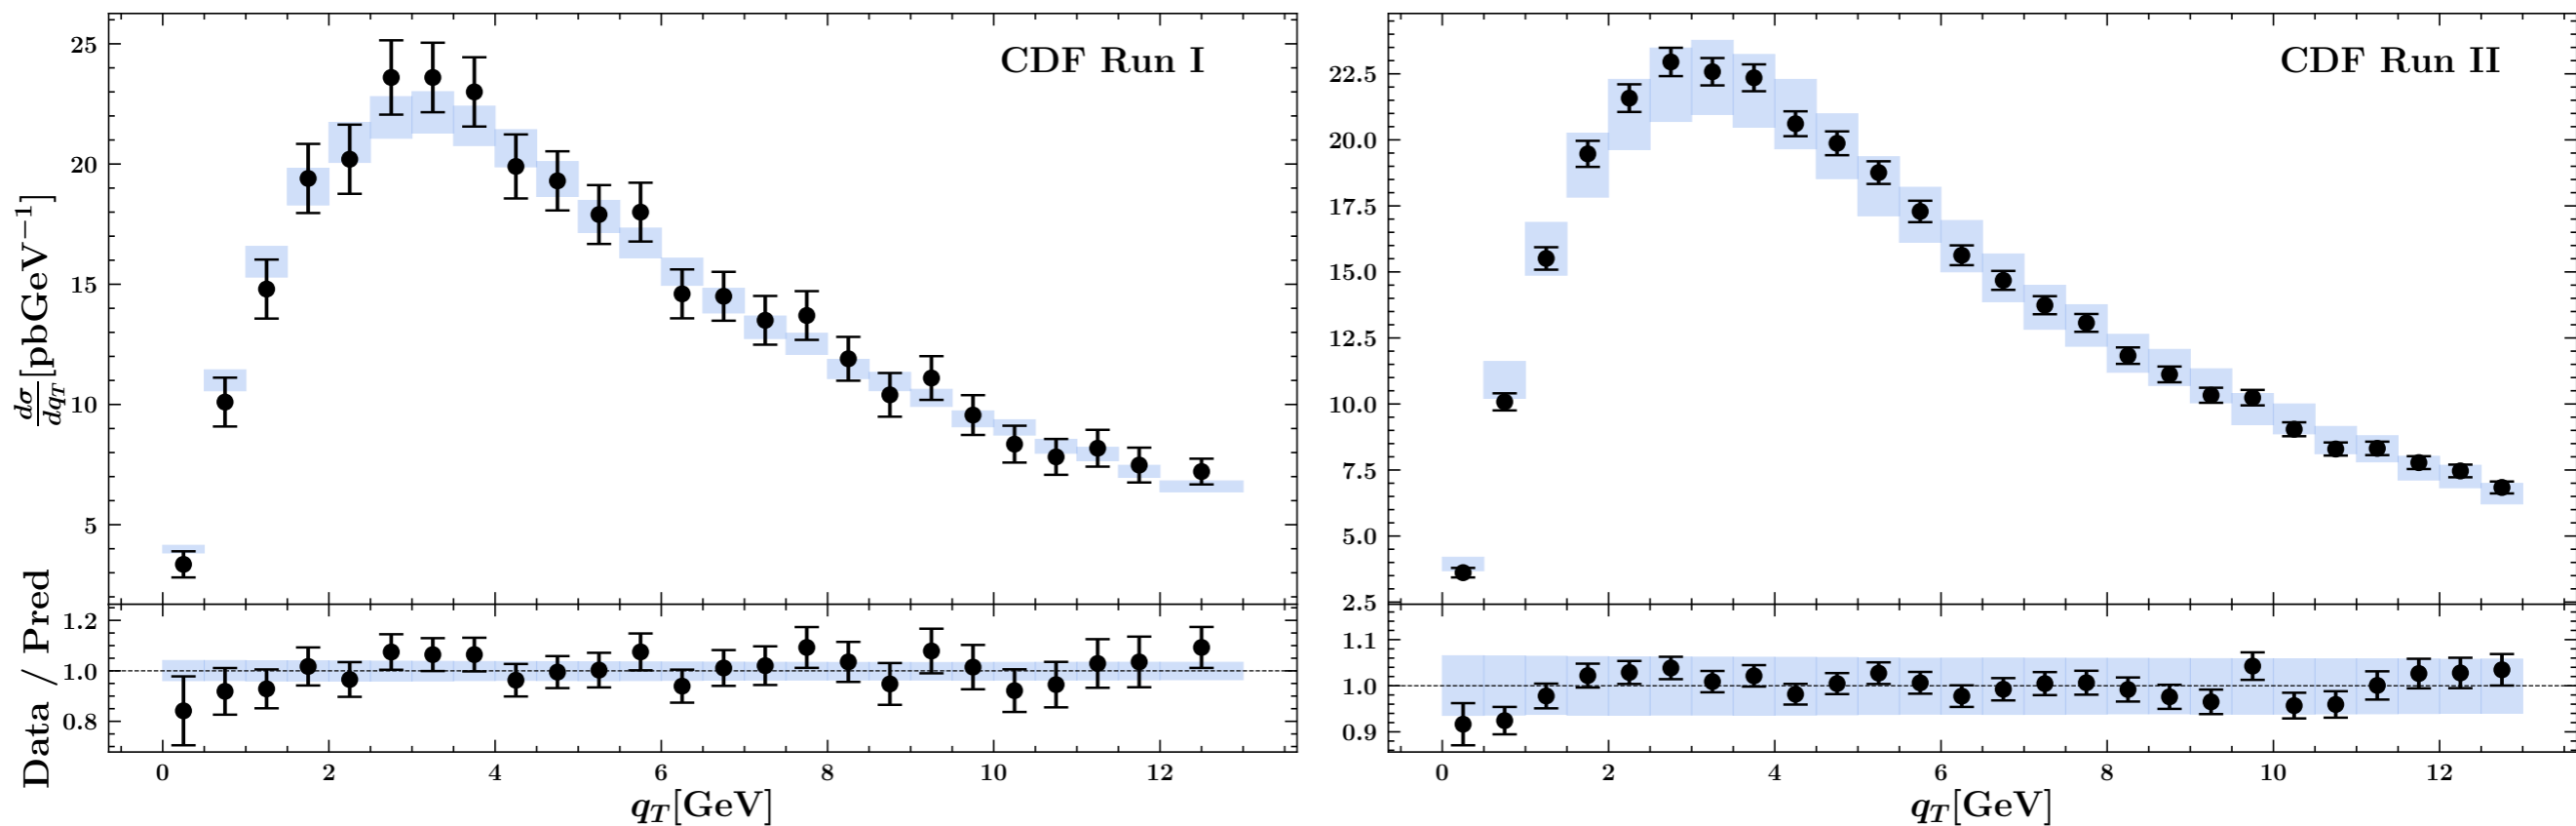 CDF Run I
25
20
15
10
5
dσ/dq_T [pbGeV⁻¹]
1.2
1.0
0.8
Data / Pred
0 2 4 6 8 10 12
q_T[GeV]
CDF Run II
22.5
20.0
17.5
15.0
12.5
10.0
7.5
5.0
2.5
1.1
1.0
0.9
0 2 4 6 8 10 12
q_T[GeV]